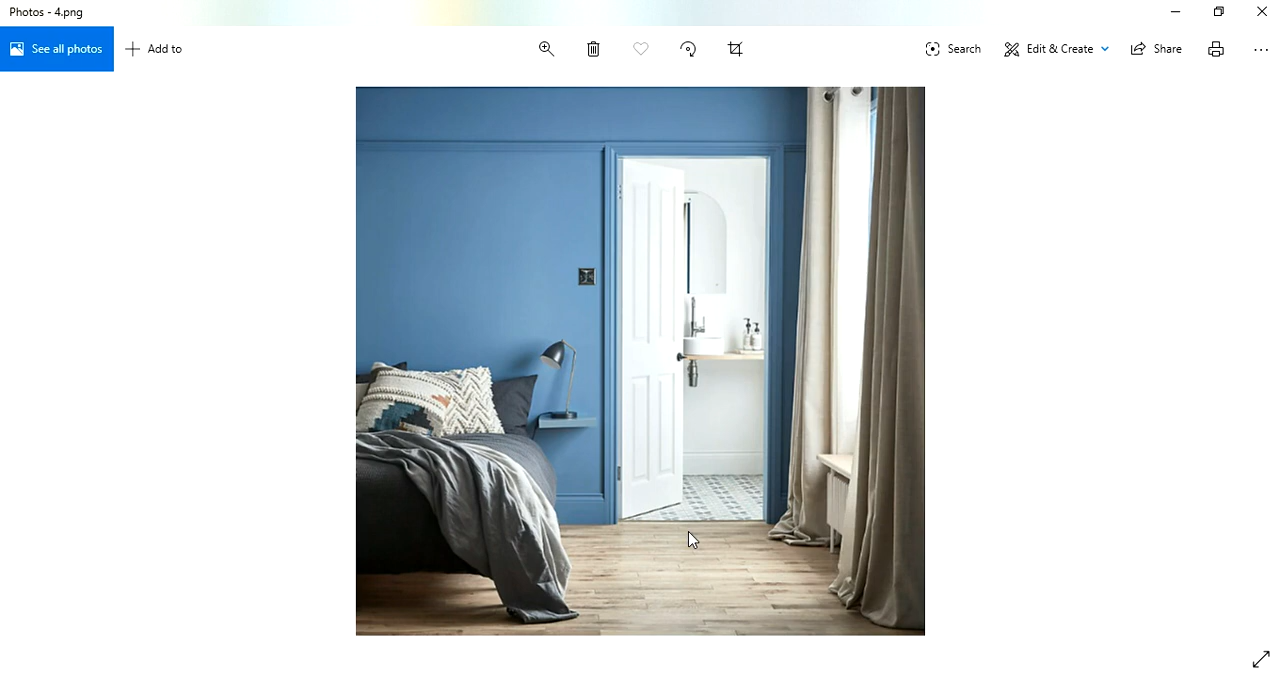 Photos - 4.png
See all photos
Add to
Search
Edit & Create
Share